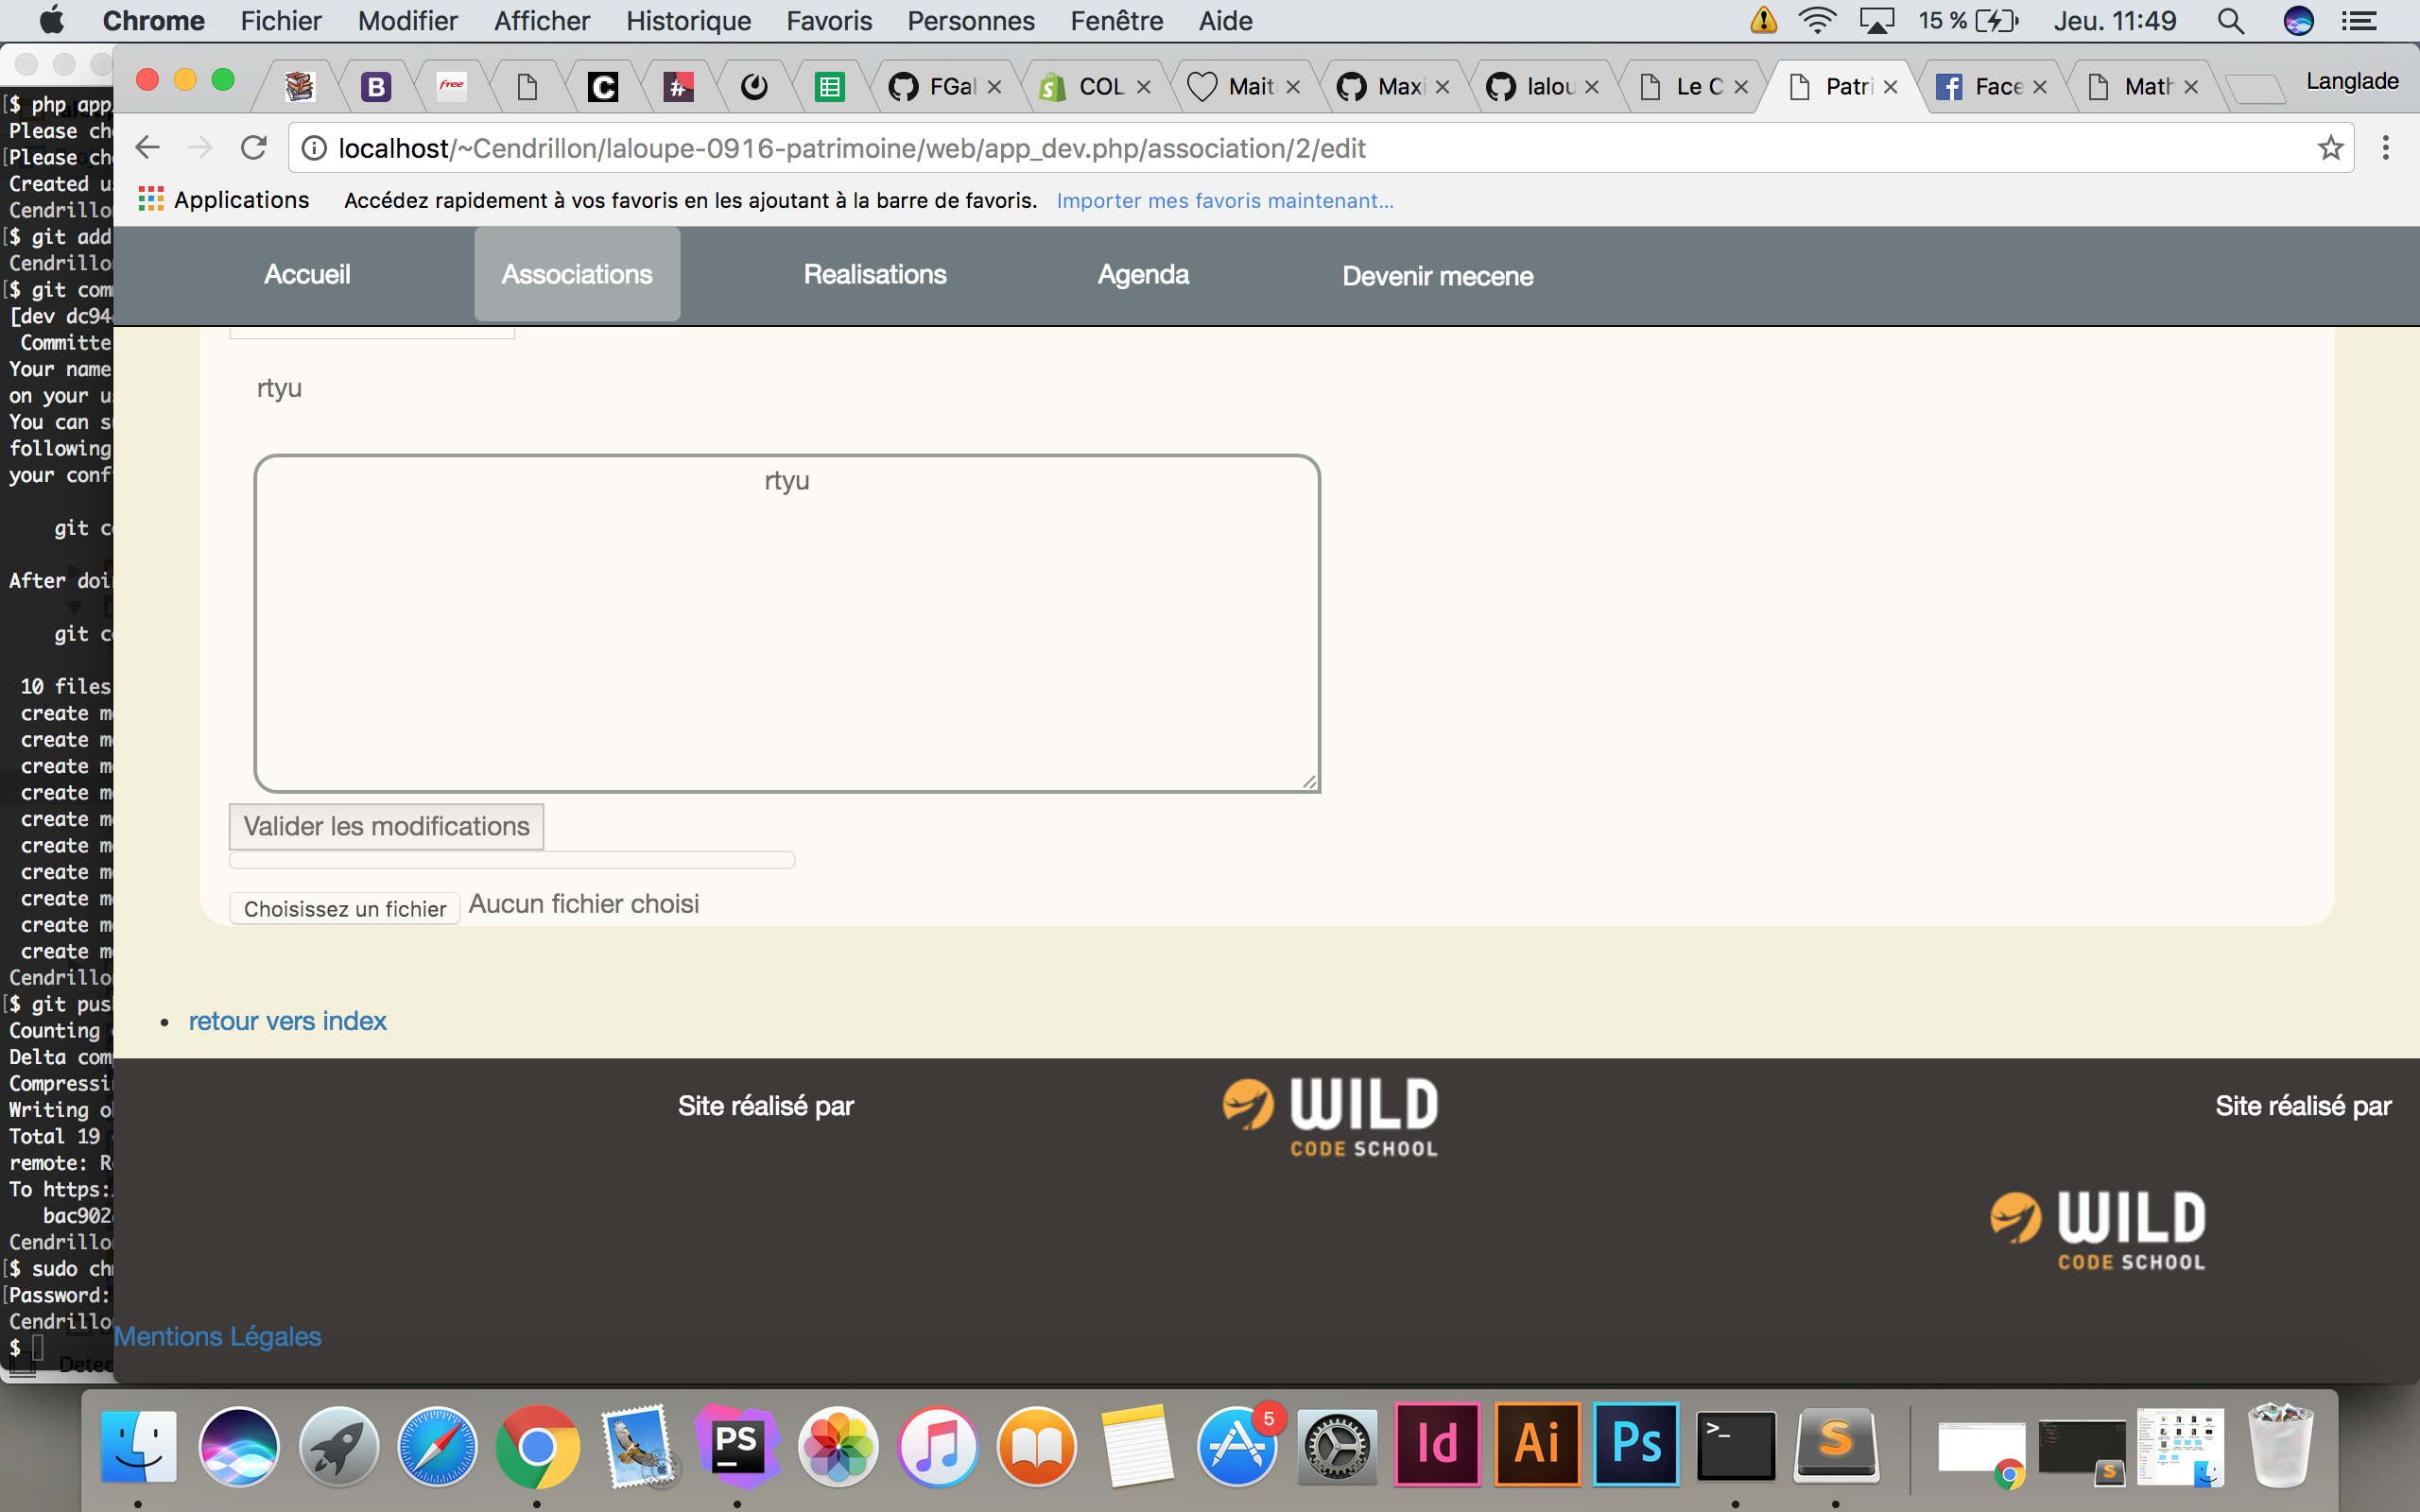 Chrome Fichier Modifier Afficher Historique Favoris Personnes Fenêtre Aide 15 % Jeu. 11:49
free FGal COL Mait Maxi lalou Le C Patri Face Math Langlade
localhost/~Cendrillon/laloupe-0916-patrimoine/web/app_dev.php/association/2/edit
Applications Accédez rapidement à vos favoris en les ajoutant à la barre de favoris. Importer mes favoris maintenant...
Accueil Associations Realisations Agenda Devenir mecene
rtyu
rtyu
Valider les modifications
Choisissez un fichier Aucun fichier choisi
• retour vers index
Site réalisé par WILD CODE SCHOOL Site réalisé par
WILD CODE SCHOOL
Mentions Légales
[$ php app
Please ch
[Please ch
Created u
Cendrillo
[$ git add
Cendrillo
[$ git com
[dev dc94
Committe
Your name
on your u
You can s
following
your conf
git c
After doi
git c
10 files
create m
create m
create m
create m
create m
create m
create m
create m
create m
create m
Cendrillo
[$ git pus
Counting
Delta com
Compressi
Writing o
Total 19
remote: R
To https:
bac902
Cendrillo
[$ sudo ch
[Password:
Cendrillo
$
Detec
PS 5 Id Ai Ps >_ S